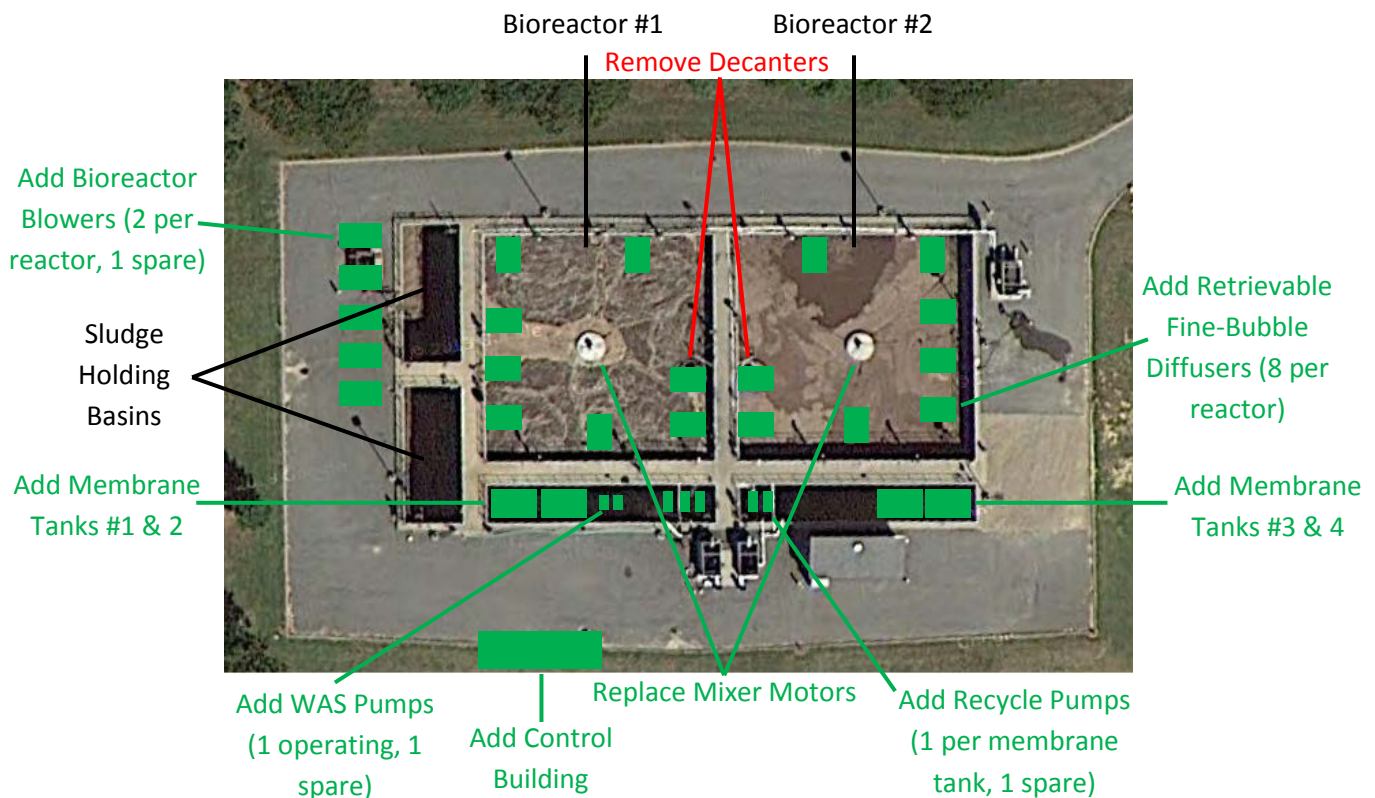 Bioreactor #1
Bioreactor #2
Remove Decanters
Add Bioreactor
Blowers (2 per
reactor, 1 spare)
Sludge
Holding
Basins
Add Retrievable
Fine-Bubble
Diffusers (8 per
reactor)
Add Membrane
Tanks #1 & 2
Add Membrane
Tanks #3 & 4
Add WAS Pumps
(1 operating, 1
spare)
Add Control
Building
Replace Mixer Motors
Add Recycle Pumps
(1 per membrane
tank, 1 spare)